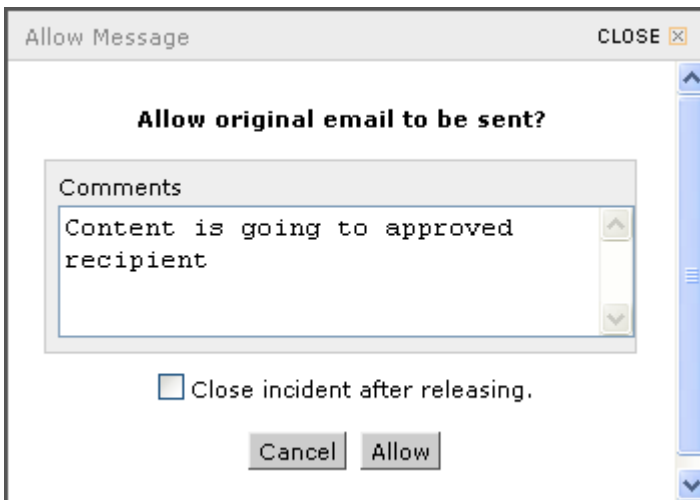 Allow Message CLOSE
Allow original email to be sent?
Comments
Content is going to approved
recipient
Close incident after releasing.
Cancel Allow